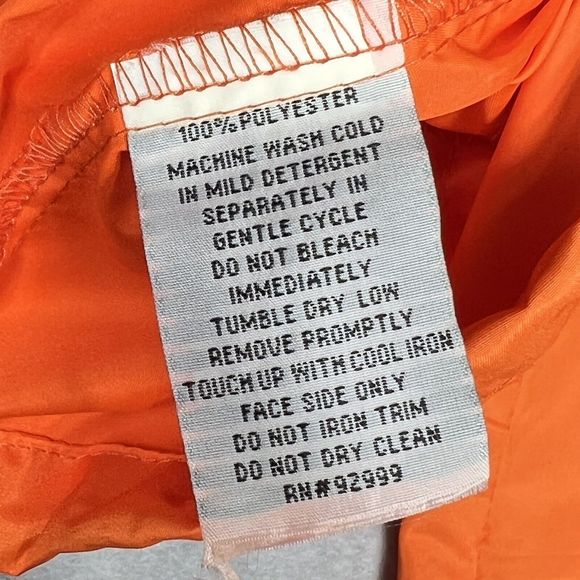 100% POLYESTER
MACHINE WASH COLD
IN MILD DETERGENT
SEPARATELY IN
GENTLE CYCLE
DO NOT BLEACH
IMMEDIATELY
TUMBLE DRY LOW
REMOVE PROMPTLY
TOUCH UP WITH COOL IRON
FACE SIDE ONLY
DO NOT IRON TRIM
DO NOT DRY CLEAN
RN#92999